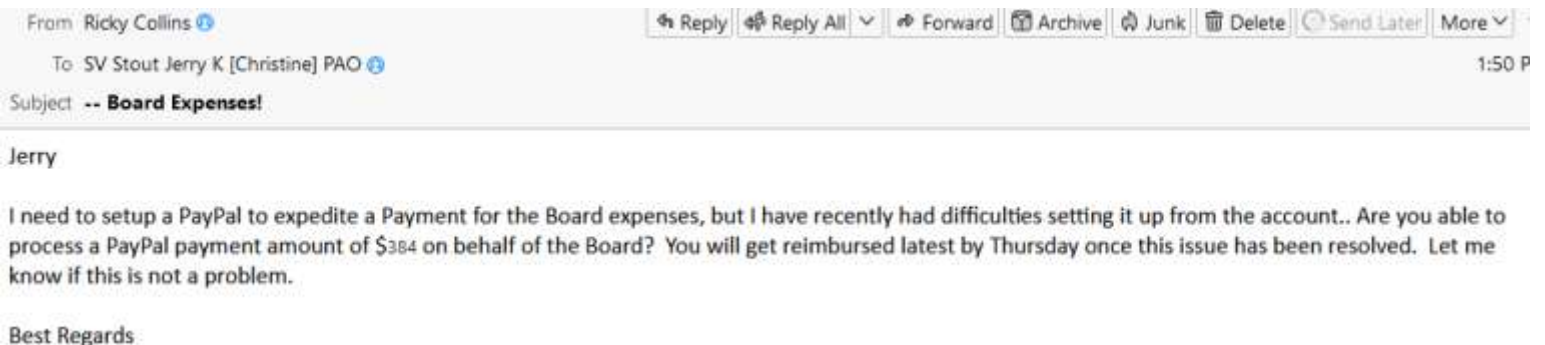 From Ricky Collins Reply Reply All Forward Archive Junk Delete Send Later More
To SV Stout Jerry K [Christine] PAO 1:50 P
Subject -- Board Expenses!
Jerry
I need to setup a PayPal to expedite a Payment for the Board expenses, but I have recently had difficulties setting it up from the account.. Are you able to
process a PayPal payment amount of $384 on behalf of the Board? You will get reimbursed latest by Thursday once this issue has been resolved. Let me
know if this is not a problem.
Best Regards